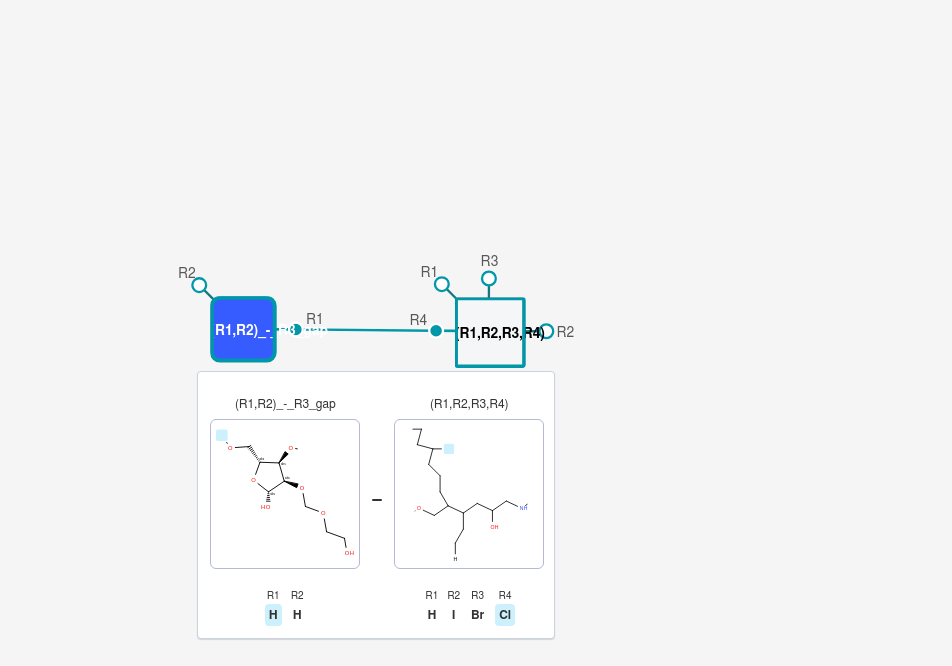 R3
R2
R1
R1
R4
R2
R1,R2)_-_R3_gap
(R1,R2,R3,R4)
(R1,R2)_-_R3_gap
(R1,R2,R3,R4)
O
O
O
HO
O
O
OH
–
O
NH
OH
H
R1 R2
H H
R1 R2 R3 R4
H I Br Cl